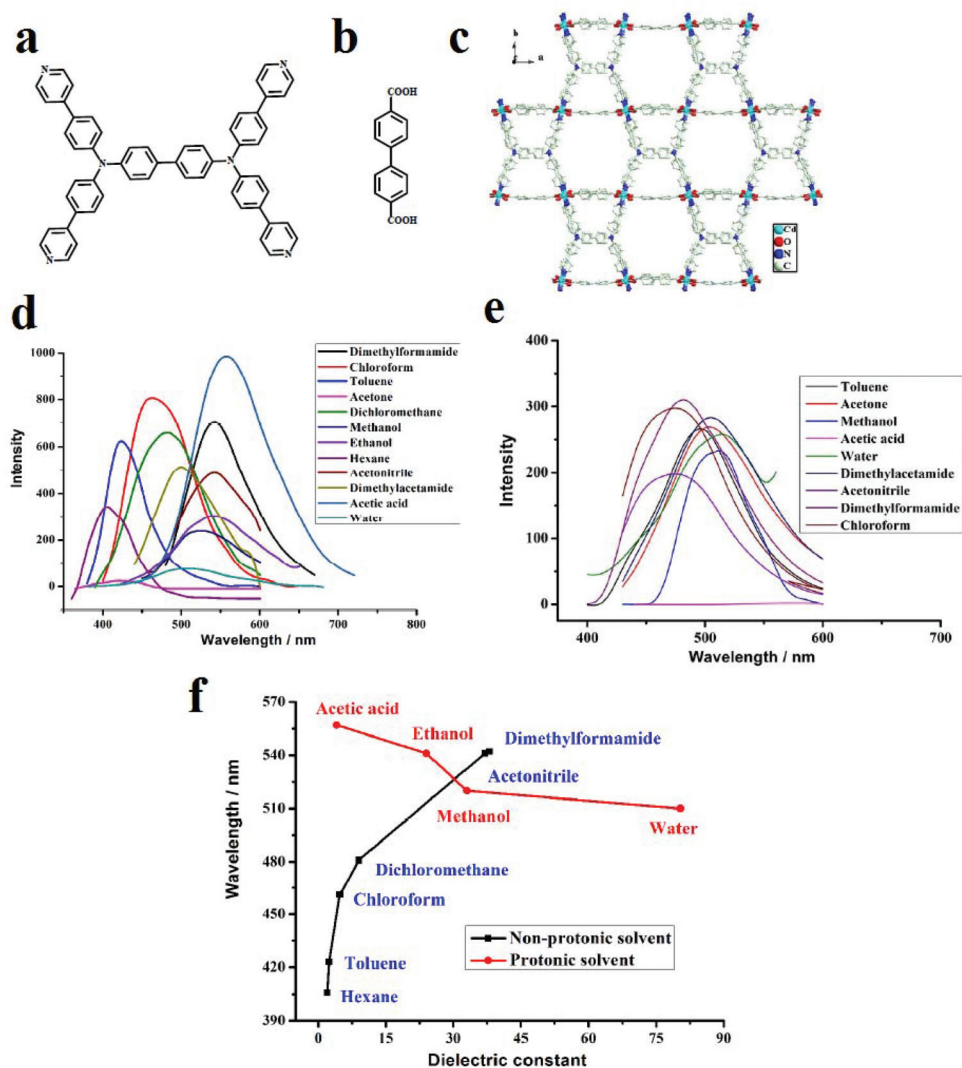 a
b
c
N
N
N
N
N
N
COOH
COOH
b
a
Cd
O
N
C
d
1000
800
600
400
200
0
Intensity
400
500
600
700
800
Wavelength / nm
Dimethylformamide
Chloroform
Toluene
Acetone
Dichloromethane
Methanol
Ethanol
Hexane
Acetonitrile
Dimethylacetamide
Acetic acid
Water
e
400
300
200
100
0
Intensity
400
500
600
700
Wavelength / nm
Toluene
Acetone
Methanol
Acetic acid
Water
Dimethylacetamide
Acetonitrile
Dimethylformamide
Chloroform
f
570
540
510
480
450
420
390
Wavelength / nm
Acetic acid
Ethanol
Dimethylformamide
Acetonitrile
Methanol
Water
Dichloromethane
Chloroform
Toluene
Hexane
Non-protonic solvent
Protonic solvent
0
15
30
45
60
75
90
Dielectric constant